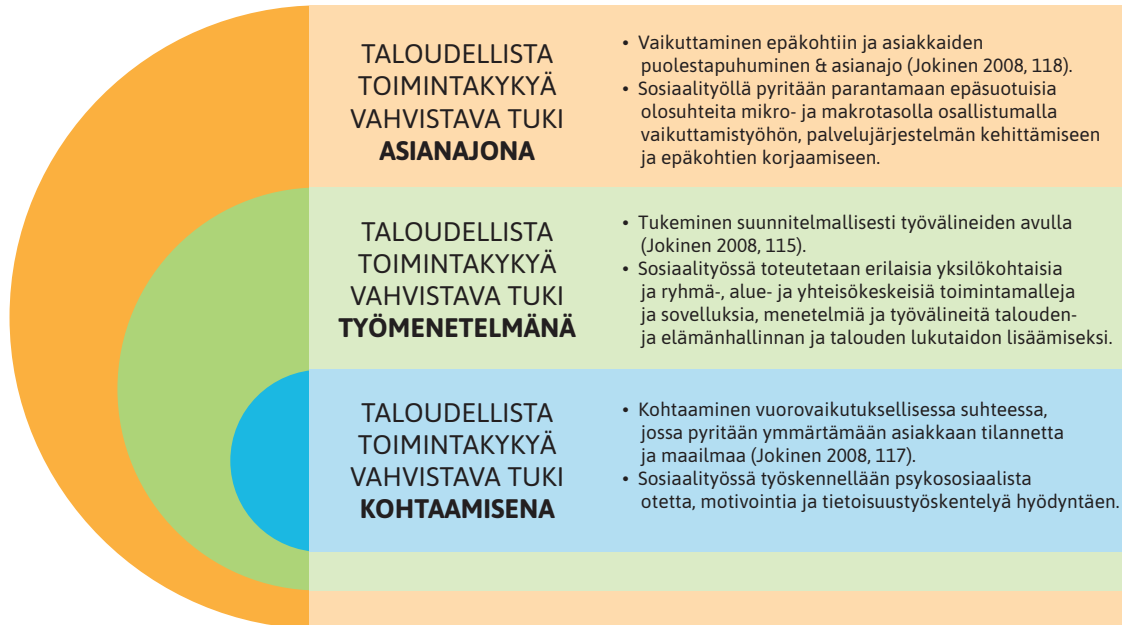 TALOUDELLISTA
TOIMINTAKYKYÄ
VAHVISTAVA TUKI
ASIANAJONA
• Vaikuttaminen epäkohtiin ja asiakkaiden
puolestapuhuminen & asianajo (Jokinen 2008, 118).
• Sosiaalityöllä pyritään parantamaan epäsuotuisia
olosuhteita mikro- ja makrotasolla osallistumalla
vaikuttamistyöhön, palvelujärjestelmän kehittämiseen
ja epäkohtien korjaamiseen.
TALOUDELLISTA
TOIMINTAKYKYÄ
VAHVISTAVA TUKI
TYÖMENETELMÄNÄ
• Tukeminen suunnitelmallisesti työvälineiden avulla
(Jokinen 2008, 115).
• Sosiaalityössä toteutetaan erilaisia yksilökohtaisia
ja ryhmä-, alue- ja yhteisökeskeisiä toimintamalleja
ja sovelluksia, menetelmiä ja työvälineitä talouden-
ja elämänhallinnan ja talouden lukutaidon lisäämiseksi.
TALOUDELLISTA
TOIMINTAKYKYÄ
VAHVISTAVA TUKI
KOHTAAMISENA
• Kohtaaminen vuorovaikutuksellisessa suhteessa,
jossa pyritään ymmärtämään asiakkaan tilannetta
ja maailmaa (Jokinen 2008, 117).
• Sosiaalityössä työskennellään psykososiaalista
otetta, motivointia ja tietoisuustyöskentelyä hyödyntäen.